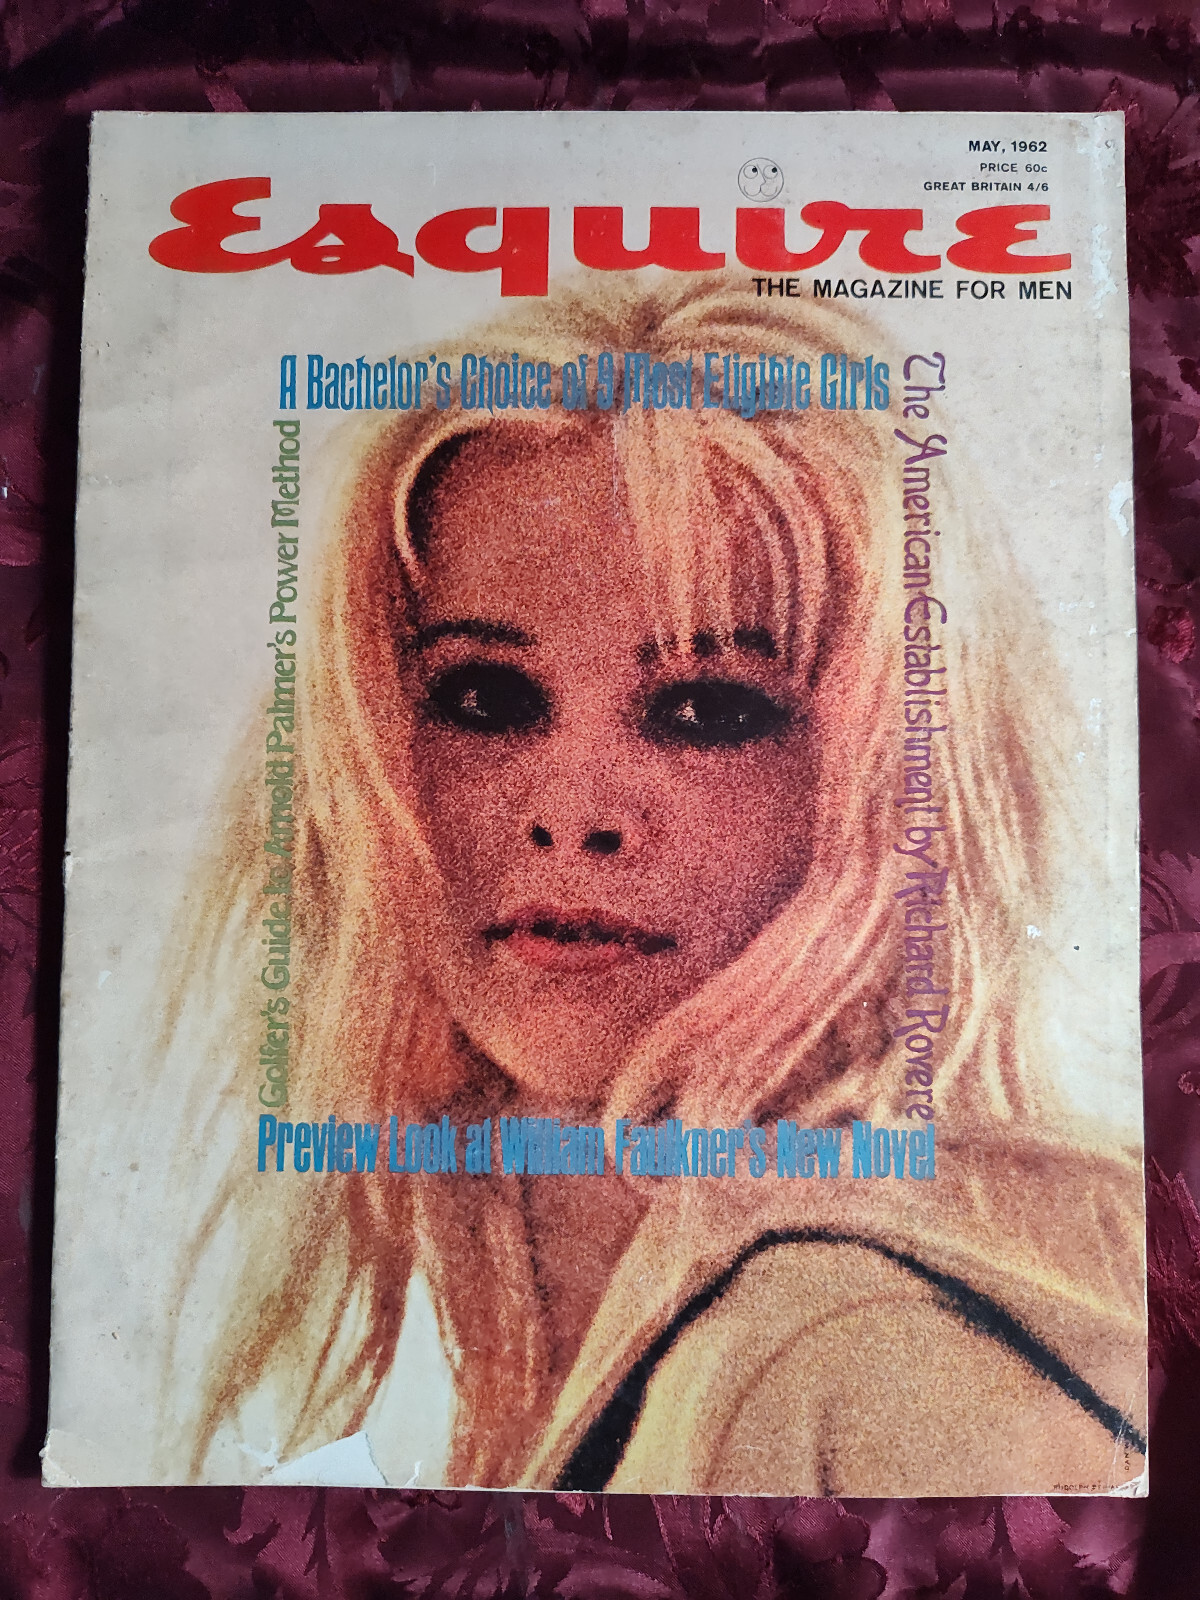 MAY, 1962
PRICE 60c
GREAT BRITAIN 4/6
Esquire
THE MAGAZINE FOR MEN
A Bachelor's Choice of 9 Most Eligible Girls
The American Establishment by Richard Rovere
Golfer's Guide to Arnold Palmer's Power Method
Preview Look at William Faulkner's New Novel